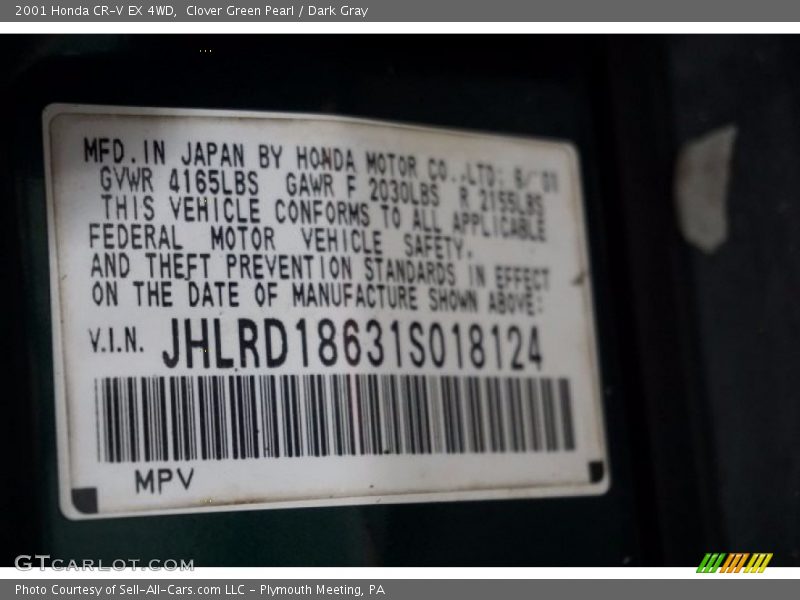 2001 Honda CR-V EX 4WD,  Clover Green Pearl / Dark Gray
MFD. IN JAPAN BY HONDA MOTOR CO., LTD: 6/'01
GVWR 4165LBS GAWR F 2030LBS R 2155LBS
THIS VEHICLE CONFORMS TO ALL APPLICABLE
FEDERAL MOTOR VEHICLE SAFETY,
AND THEFT PREVENTION STANDARDS IN EFFECT
ON THE DATE OF MANUFACTURE SHOWN ABOVE:
V.I.N. JHLRD18631S018124
MPV
GTCARLOT.COM
Photo Courtesy of Sell-All-Cars.com LLC - Plymouth Meeting, PA